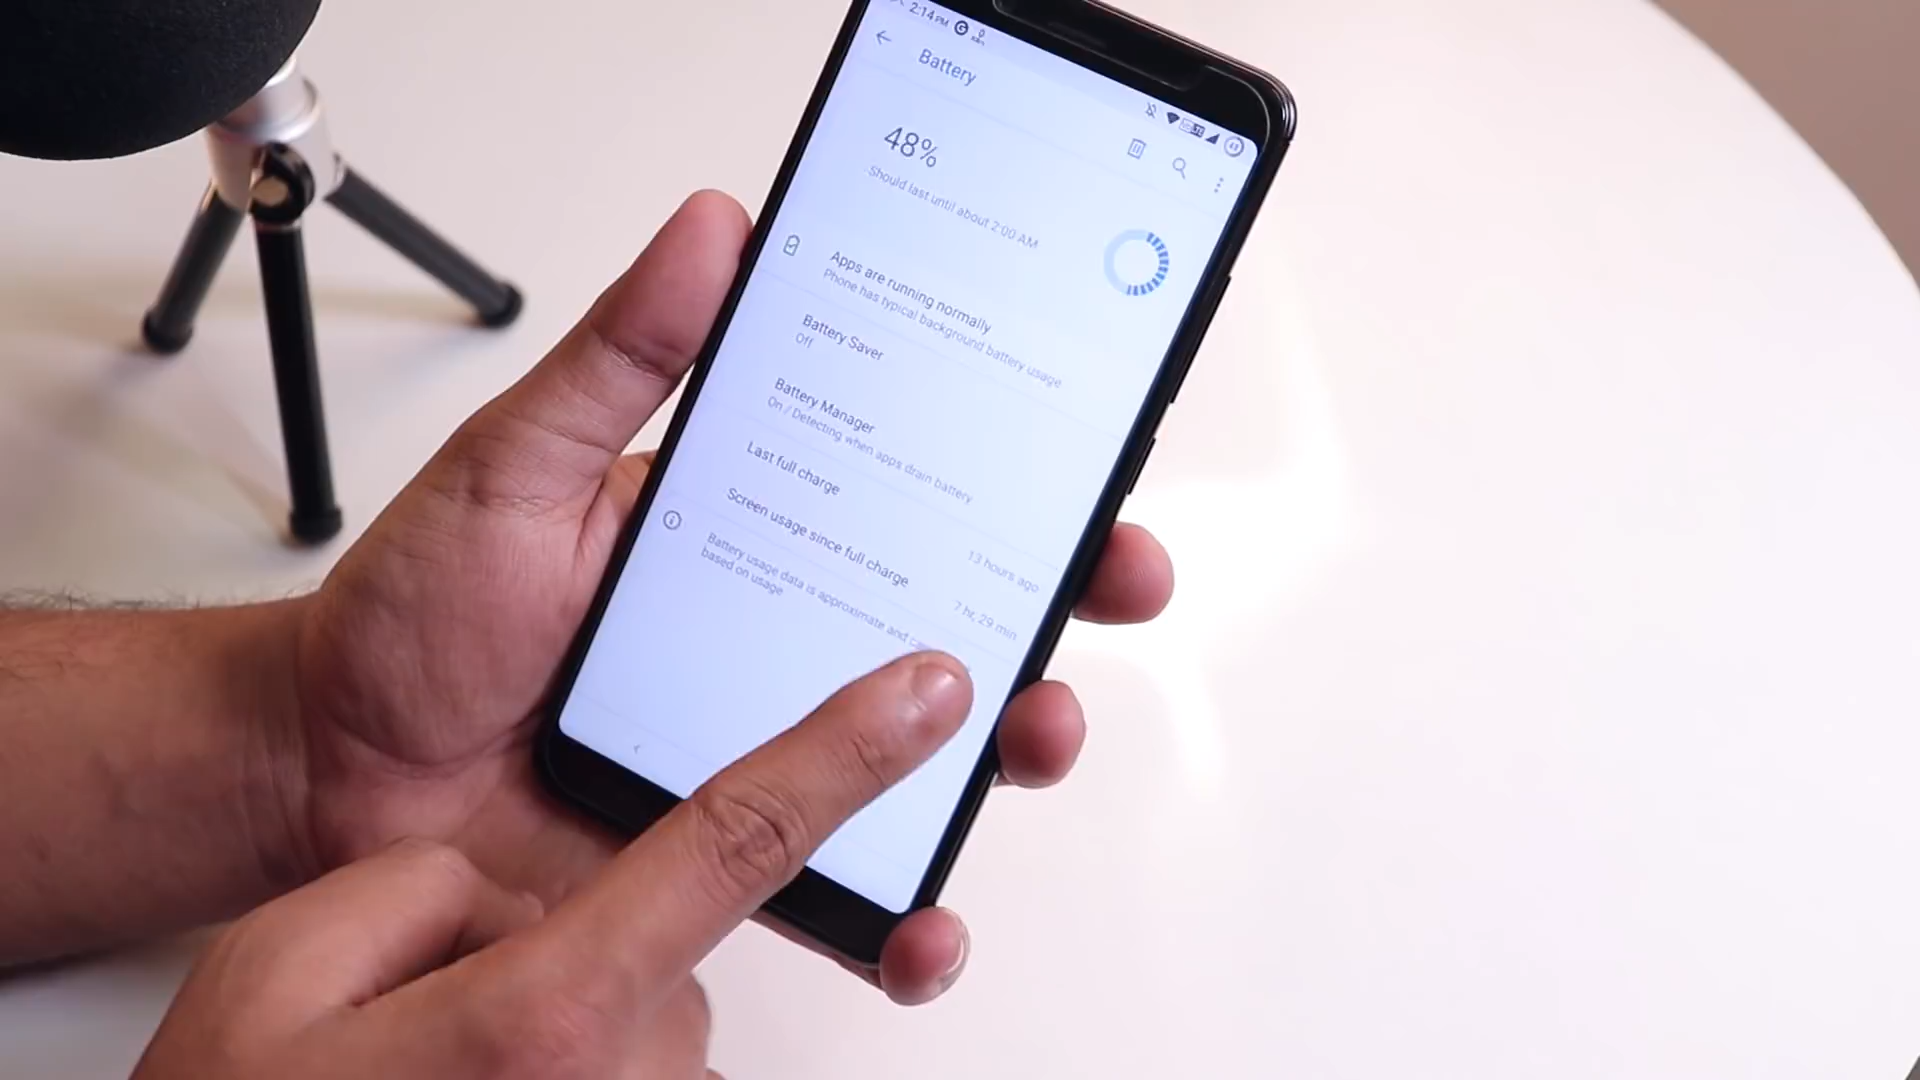 2:14 PM
Battery
48%
Should last until about 2:00 AM
Apps are running normally
Phone has typical background battery usage
Battery Saver
Off
Battery Manager
On / Detecting when apps drain battery
Last full charge
13 hours ago
Screen usage since full charge
7 hr, 29 min
Battery usage data is approximate and
based on usage